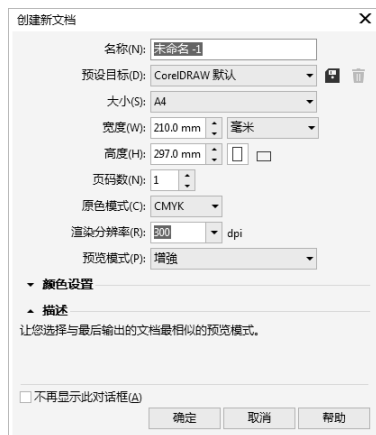 创建新文档
名称(N): 未命名 -1
预设目标(D): CorelDRAW 默认
大小(S): A4
宽度(W): 210.0 mm 毫米
高度(H): 297.0 mm
页码数(N): 1
原色模式(C): CMYK
渲染分辨率(R): 300 dpi
预览模式(P): 增强
颜色设置
描述
让您选择与最后输出的文档最相似的预览模式。
不再显示此对话框(A)
确定 取消 帮助